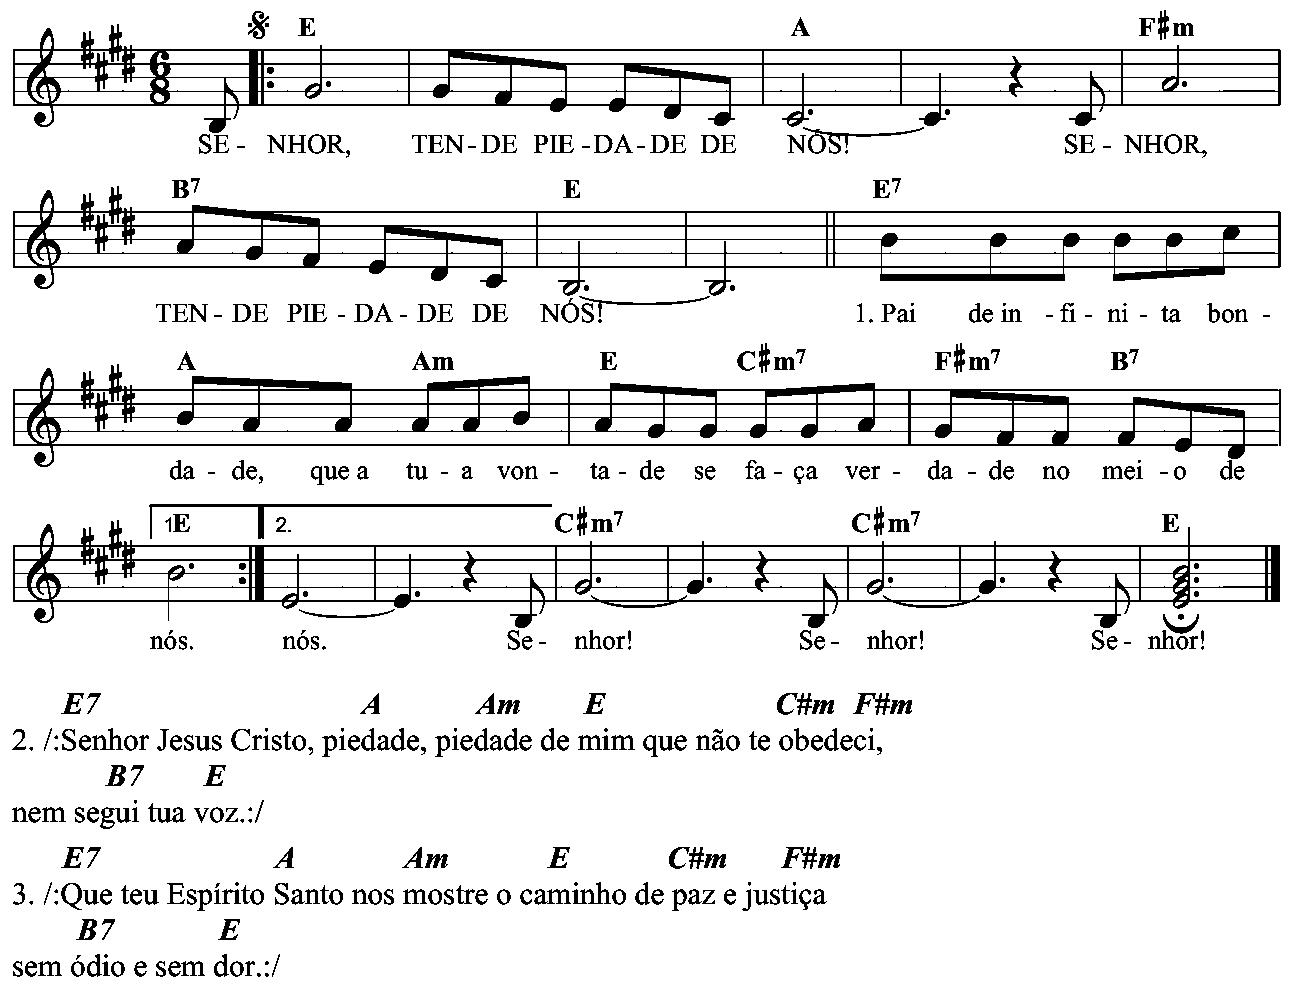 E A F♯m
6
8
SE - NHOR, TEN-DE PIE-DA-DE DE NÓS! SE - NHOR,
B7 E E7
TEN - DE PIE - DA - DE DE NÓS! 1. Pai de in - fi - ni - ta bon -
A Am E C♯m7 F♯m7 B7
da - de, que a tu - a von - ta - de se fa - ça ver - da - de no mei - o de
1. E 2. C♯m7 C♯m7 E
nós. nós. Se - nhor! Se - nhor! Se - nhor!
E7 A Am E C#m F#m
2. /:Senhor Jesus Cristo, piedade, piedade de mim que não te obedeci,
B7 E
nem segui tua voz.:/
E7 A Am E C#m F#m
3. /:Que teu Espírito Santo nos mostre o caminho de paz e justiça
B7 E
sem ódio e sem dor.:/